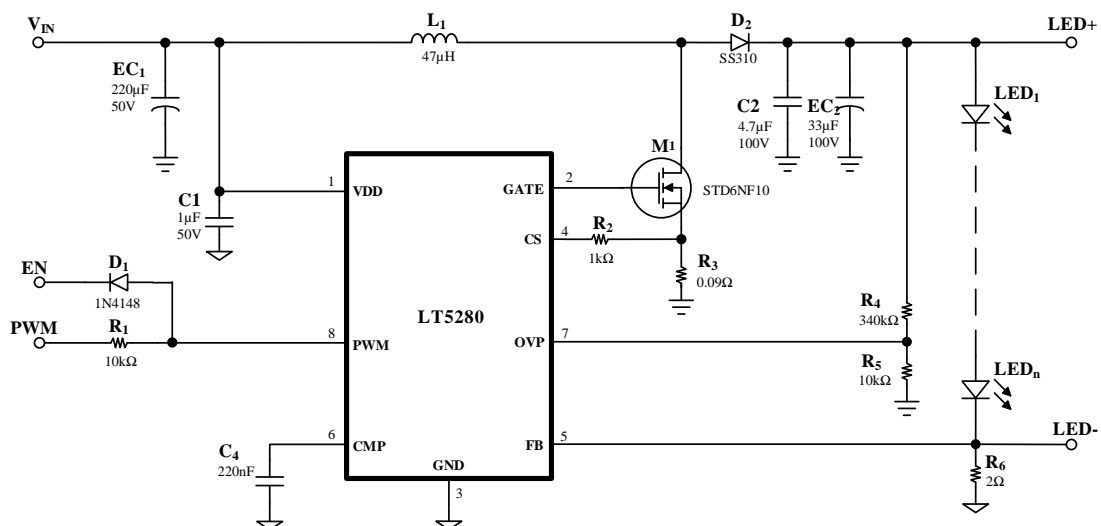 V_IN
L₁
47µH
D₂
SS310
LED+
EC₁
220µF
50V
C2
4.7µF
100V
EC₂
33µF
100V
LED₁
M¹
STD6NF10
1
VDD
GATE
2
C1
1µF
50V
CS
4
R₂
1kΩ
R₃
0.09Ω
EN
D₁
1N4148
LT5280
R₄
340kΩ
PWM
R₁
10kΩ
8
PWM
OVP
7
R₅
10kΩ
LEDₙ
6
CMP
FB
5
LED-
C₄
220nF
GND
3
R₆
2Ω